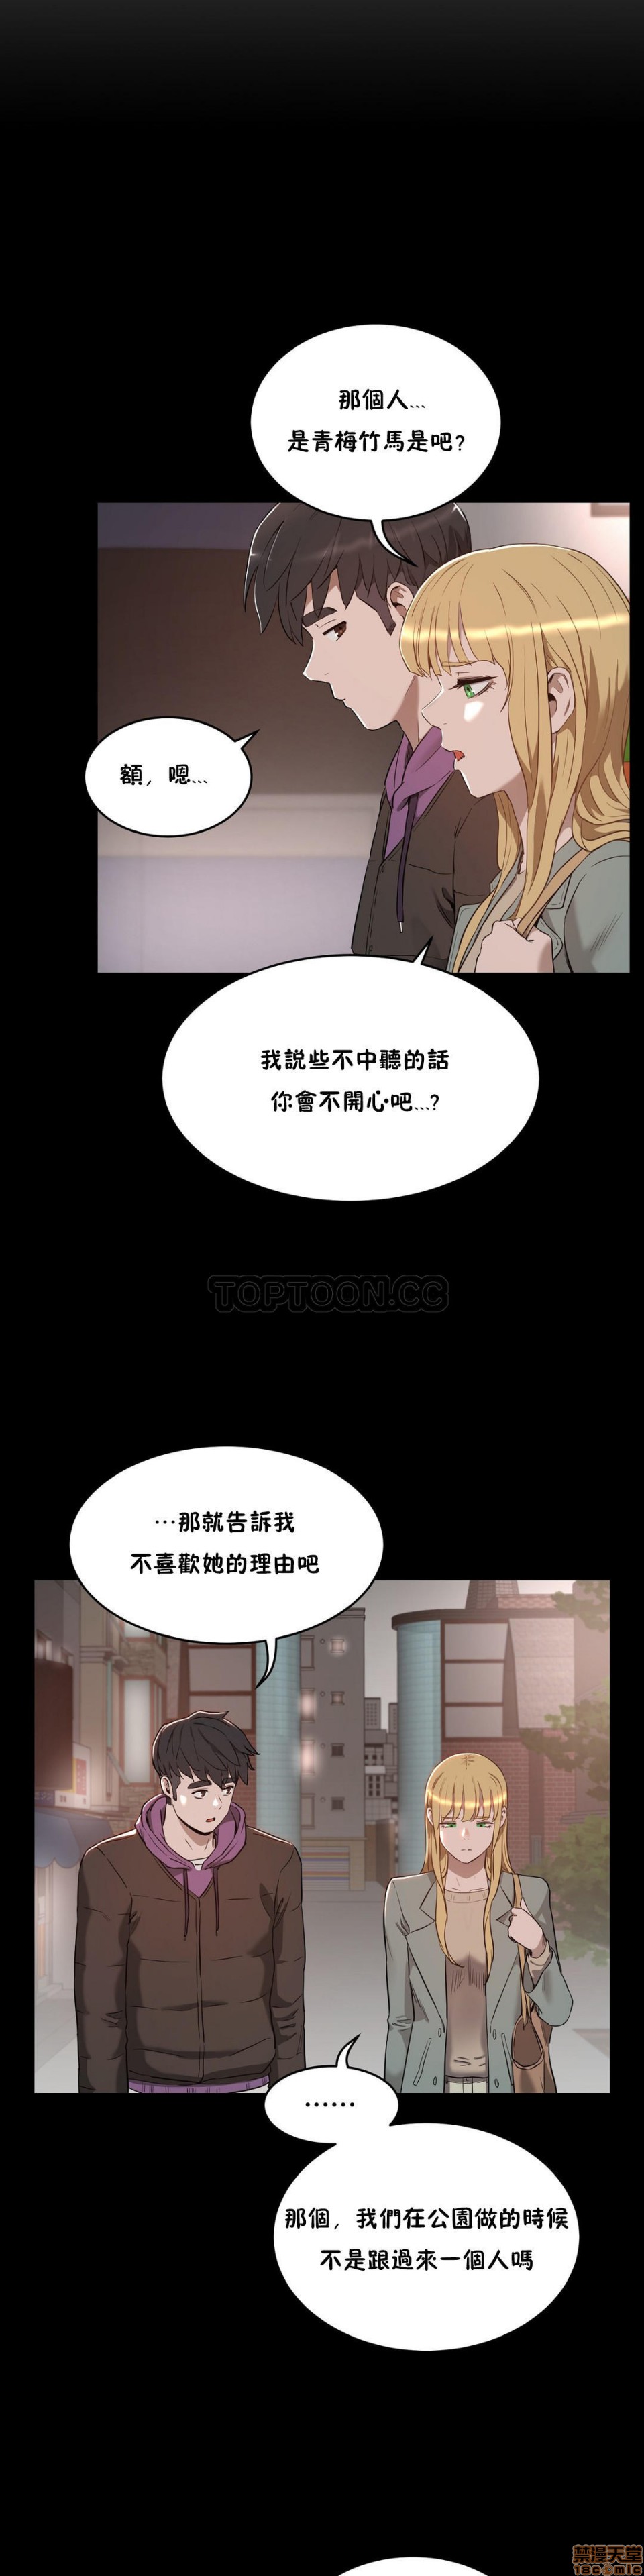 那個人...
是青梅竹馬是吧?
額，嗯...
我説些不中聽的話
你會不開心吧...?
TOPTOON.CC
…那就告訴我
不喜歡她的理由吧
……
那個，我們在公園做的時候
不是跟過來一個人嗎
禁漫天堂
18COMIC